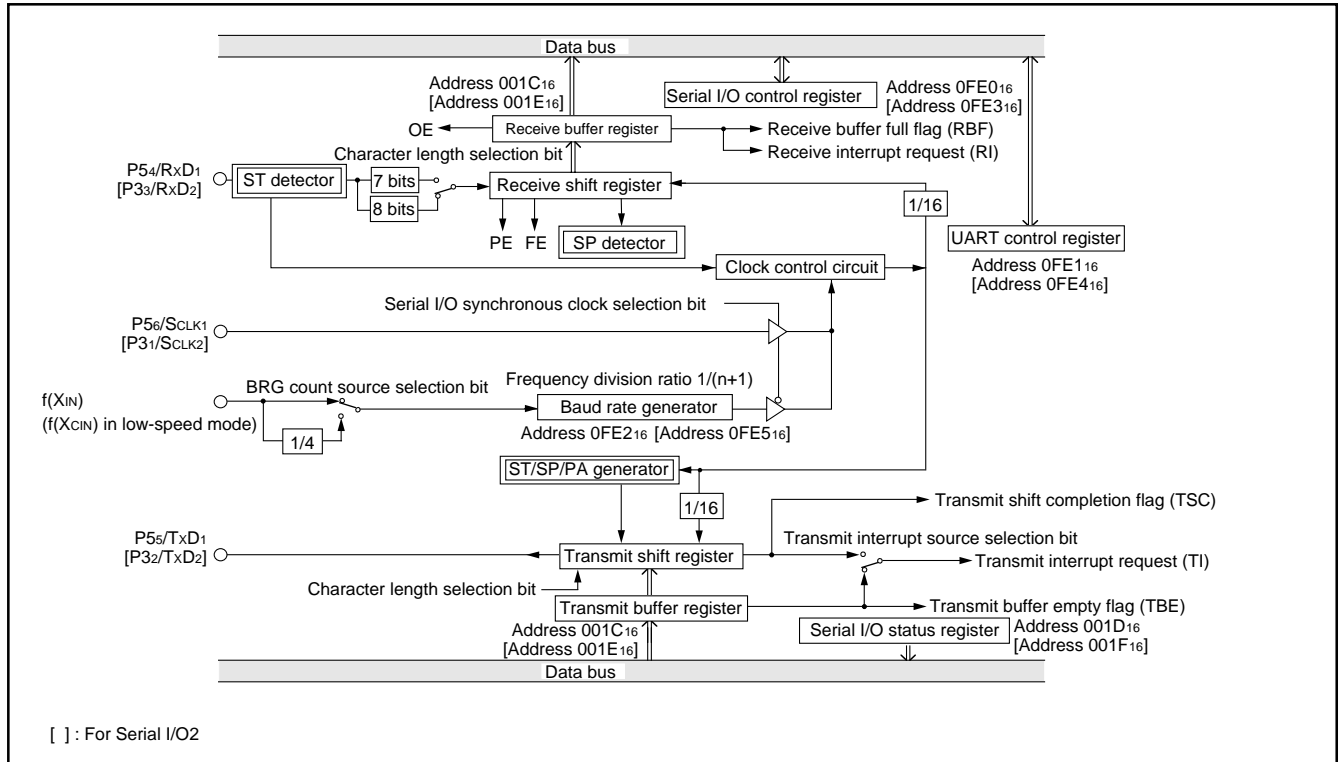 Data bus
Address 001C16
[Address 001E16]
Serial I/O control register
Address 0FE016
[Address 0FE316]
OE
Receive buffer register
Receive buffer full flag (RBF)
Receive interrupt request (RI)
Character length selection bit
P54/RxD1
[P33/RxD2]
ST detector
7 bits
8 bits
Receive shift register
1/16
PE
FE
SP detector
UART control register
Address 0FE116
[Address 0FE416]
Clock control circuit
Serial I/O synchronous clock selection bit
P56/SCLK1
[P31/SCLK2]
BRG count source selection bit
Frequency division ratio 1/(n+1)
f(XIN)
(f(XCIN) in low-speed mode)
1/4
Baud rate generator
Address 0FE216 [Address 0FE516]
ST/SP/PA generator
1/16
Transmit shift completion flag (TSC)
P55/TxD1
[P32/TxD2]
Transmit shift register
Transmit interrupt source selection bit
Transmit interrupt request (TI)
Character length selection bit
Transmit buffer register
Transmit buffer empty flag (TBE)
Address 001C16
[Address 001E16]
Serial I/O status register
Address 001D16
[Address 001F16]
Data bus
[ ] : For Serial I/O2